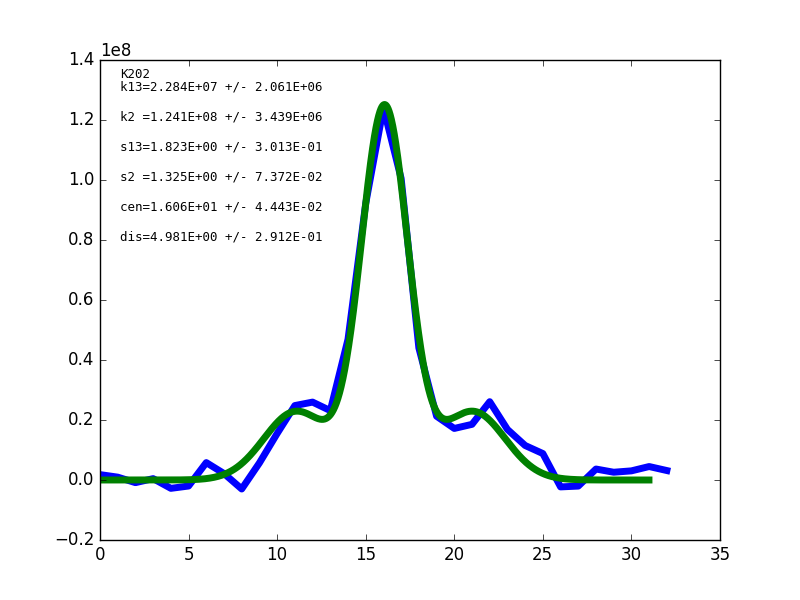 1e8
1.4
K202
k13=2.284E+07 +/- 2.061E+06
1.2
k2 =1.241E+08 +/- 3.439E+06
s13=1.823E+00 +/- 3.013E-01
1.0
s2 =1.325E+00 +/- 7.372E-02
cen=1.606E+01 +/- 4.443E-02
0.8
dis=4.981E+00 +/- 2.912E-01
0.6
0.4
0.2
0.0
−0.2
0 5 10 15 20 25 30 35